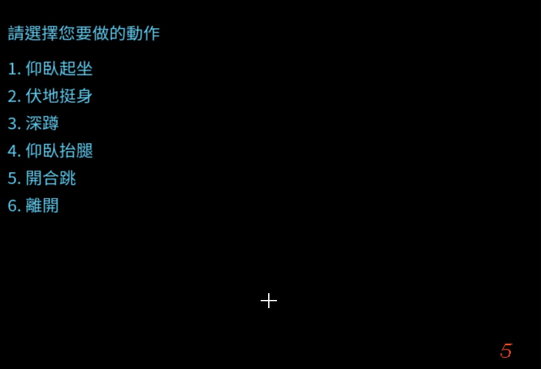 請選擇您要做的動作
1. 仰臥起坐
2. 伏地挺身
3. 深蹲
4. 仰臥抬腿
5. 開合跳
6. 離開
5